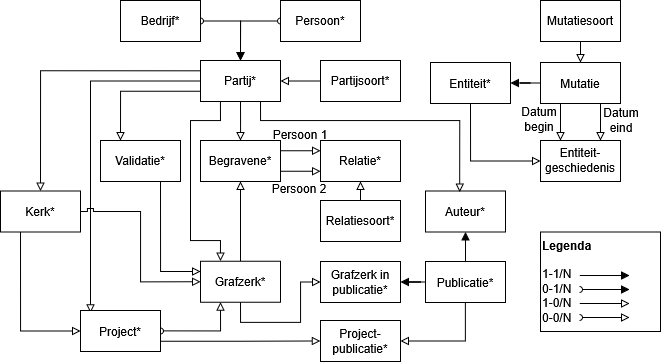 Bedrijf*
Persoon*
Mutatiesoort
Partij*
Partijsoort*
Entiteit*
Mutatie
Datum
begin
Datum
eind
Persoon 1
Validatie*
Begravene*
Relatie*
Entiteit-
geschiedenis
Persoon 2
Kerk*
Relatiesoort*
Auteur*
Legenda
1-1/N
0-1/N
1-0/N
0-0/N
Grafzerk*
Grafzerk in
publicatie*
Publicatie*
Project*
Project-
publicatie*